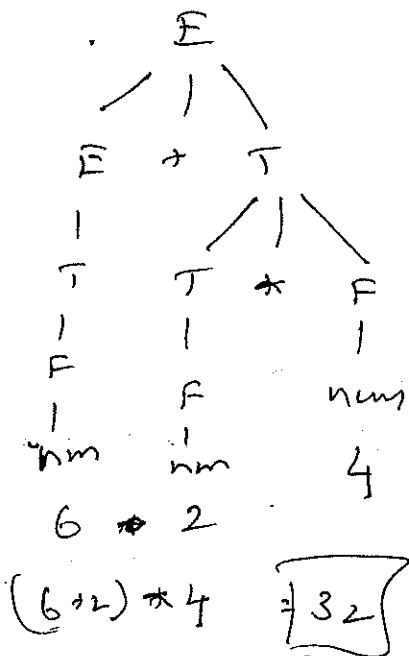 E
E + T
T T * F
F F num
num num 4
6 * 2
(6+2) * 4 = 32